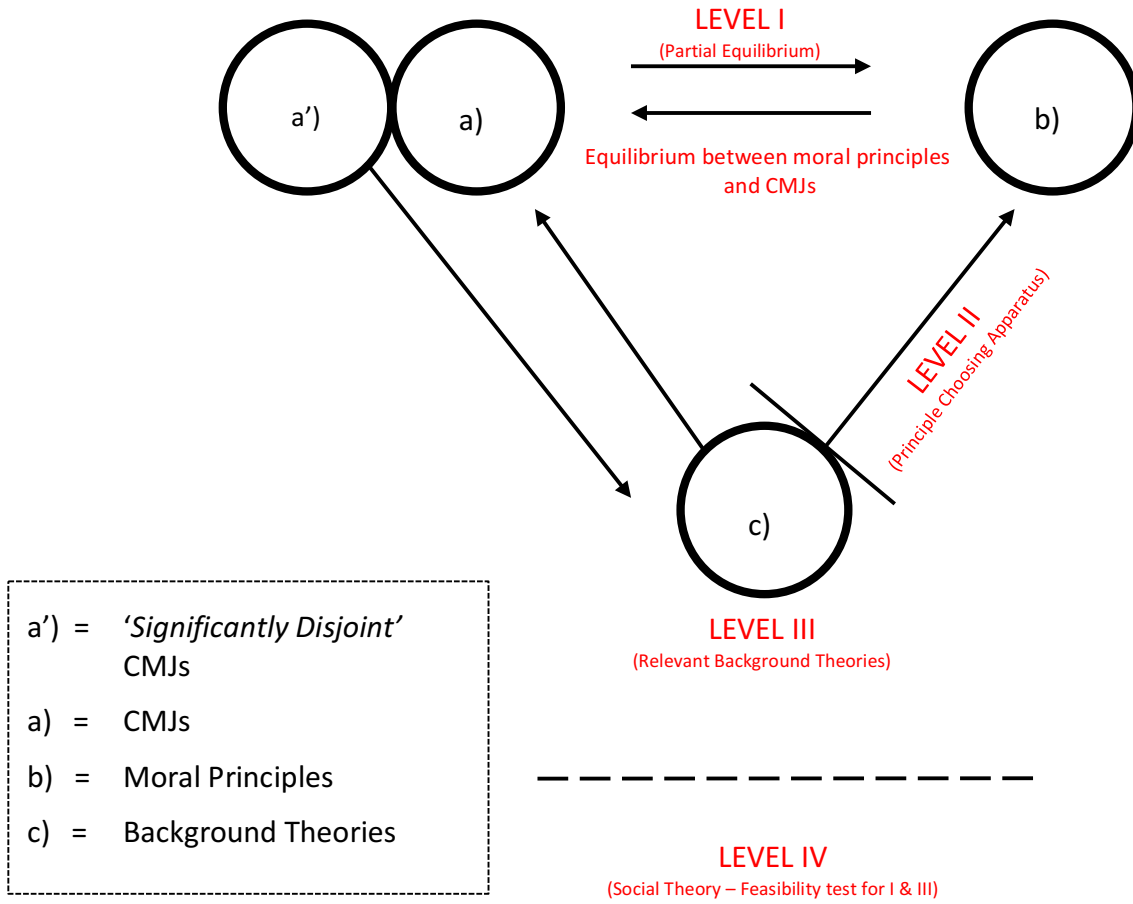 LEVEL I
(Partial Equilibrium)
a’)
a)
b)
Equilibrium between moral principles
and CMJs
LEVEL II
(Principle Choosing Apparatus)
c)
LEVEL III
(Relevant Background Theories)
a’) = ‘Significantly Disjoint’
CMJs
a) = CMJs
b) = Moral Principles
c) = Background Theories
LEVEL IV
(Social Theory – Feasibility test for I & III)